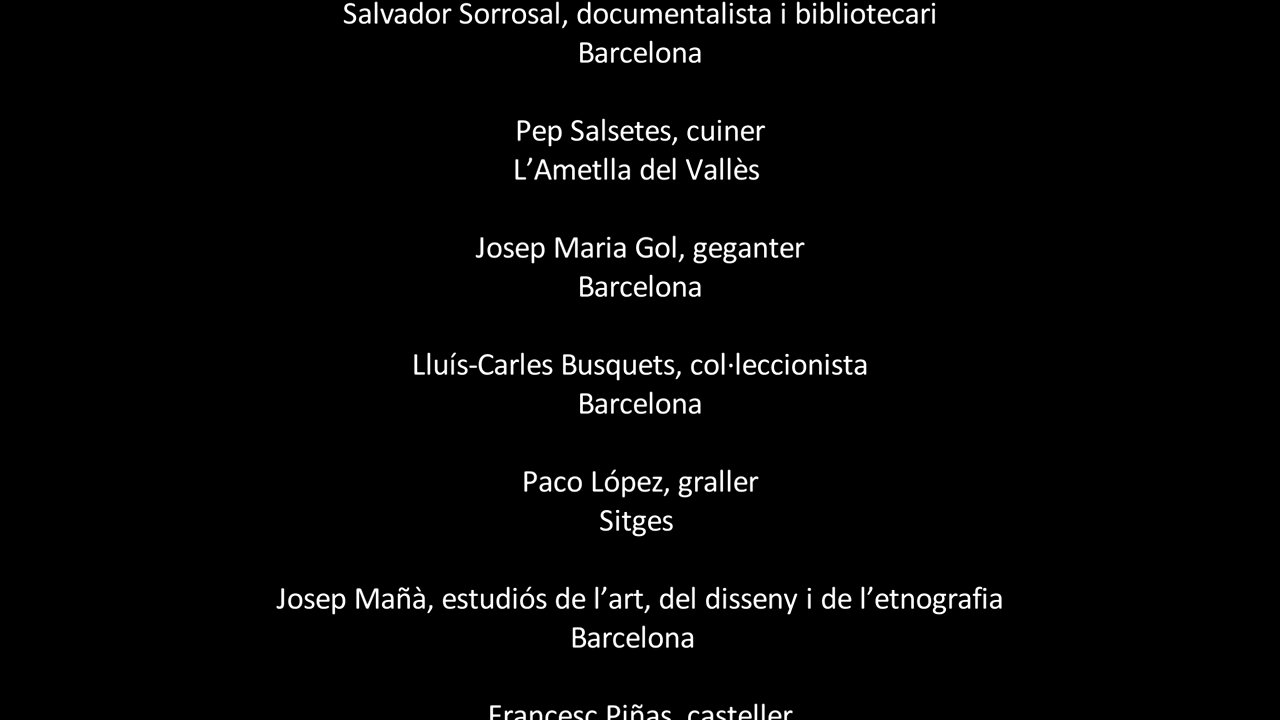 Salvador Sorrosal, documentalista i bibliotecari
Barcelona
Pep Salsetes, cuiner
L’Ametlla del Vallès
Josep Maria Gol, geganter
Barcelona
Lluís-Carles Busquets, col·leccionista
Barcelona
Paco López, graller
Sitges
Josep Mañà, estudiós de l’art, del disseny i de l’etnografia
Barcelona
Francesc Piñas, casteller